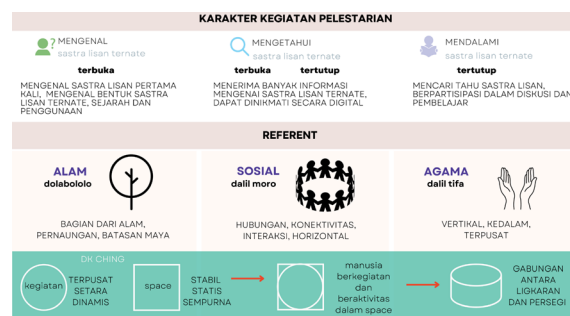 KARAKTER KEGIATAN PELESTARIAN
MENGENAL
sastra lisan ternate
terbuka
MENGENAL SASTRA LISAN PERTAMA
KALI, MENGENAL BENTUK SASTRA
LISAN TERNATE, SEJARAH DAN
PENGGUNAAN
MENGETAHUI
sastra lisan ternate
terbuka tertutup
MENERIMA BANYAK INFORMASI
MENGENAI SASTRA LISAN TERNATE,
DAPAT DINIKMATI SECARA DIGITAL
MENDALAMI
sastra lisan ternate
tertutup
MENCARI TAHU SASTRA LISAN,
BERPARTISIPASI DALAM DISKUSI DAN
PEMBELAJAR
REFERENT
ALAM
dolabololo
BAGIAN DARI ALAM,
PERNAUNGAN, BATASAN MAYA
SOSIAL
dalil moro
HUBUNGAN, KONEKTIVITAS,
INTERAKSI, HORIZONTAL
AGAMA
dalil tifa
VERTIKAL, KEDALAM,
TERPUSAT
DK CHING
kegiatan
TERPUSAT
SETARA
DINAMIS
space
STABIL
STATIS
SEMPURNA
manusia
berkegiatan
dan
beraktivitas
dalam space
GABUNGAN
ANTARA
LIGKARAN
DAN PERSEGI